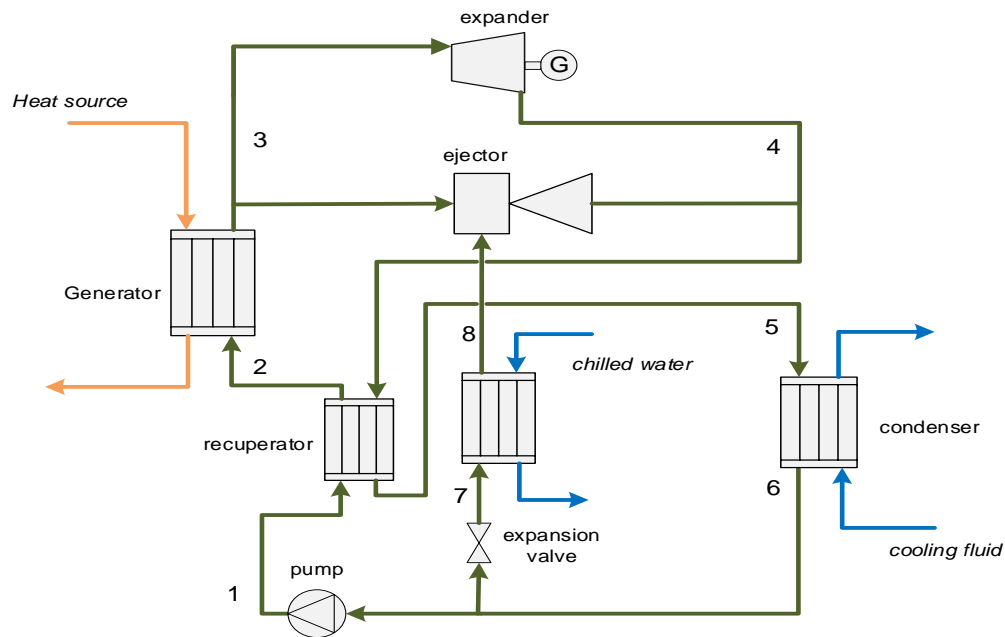 expander
G
Heat source
3
4
ejector
Generator
8
5
2
chilled water
recuperator
condenser
7
6
expansion
valve
cooling fluid
pump
1